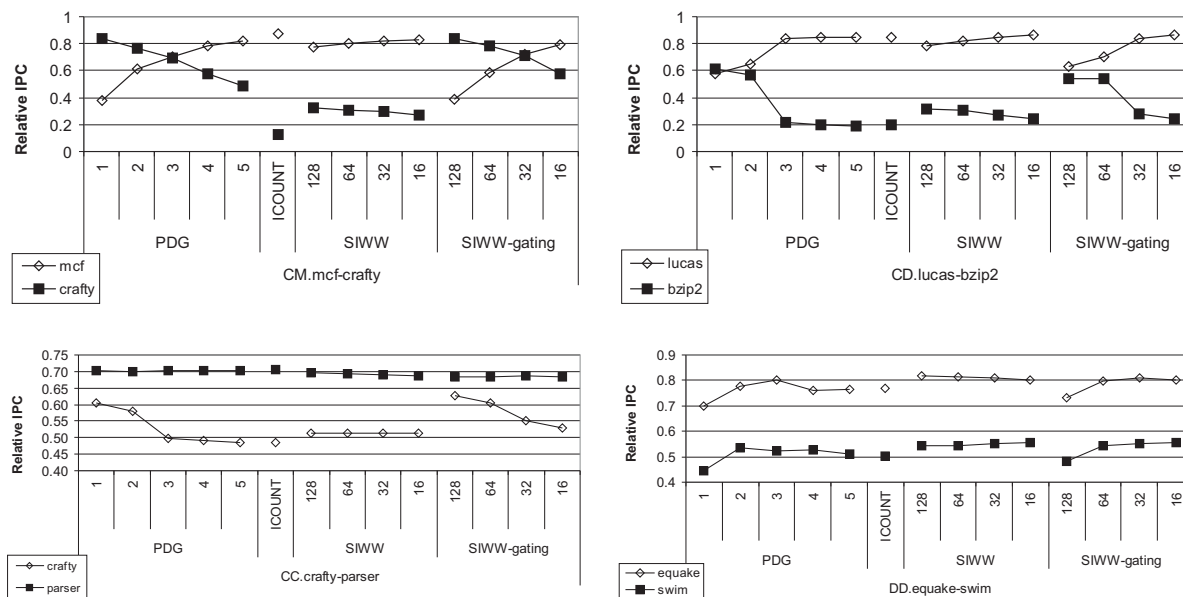 1
0.8
0.6
0.4
0.2
0
Relative IPC
1 2 3 4 5 ICOUNT 128 64 32 16 128 64 32 16
PDG SIWW SIWW-gating
mcf
crafty
CM.mcf-crafty
1
0.8
0.6
0.4
0.2
0
Relative IPC
1 2 3 4 5 ICOUNT 128 64 32 16 128 64 32 16
PDG SIWW SIWW-gating
lucas
bzip2
CD.lucas-bzip2
0.75
0.70
0.65
0.60
0.55
0.50
0.45
0.40
Relative IPC
1 2 3 4 5 ICOUNT 128 64 32 16 128 64 32 16
PDG SIWW SIWW-gating
crafty
parser
CC.crafty-parser
0.9
0.8
0.7
0.6
0.5
0.4
Relative IPC
1 2 3 4 5 ICOUNT 128 64 32 16 128 64 32 16
PDG SIWW SIWW-gating
equake
swim
DD.equake-swim